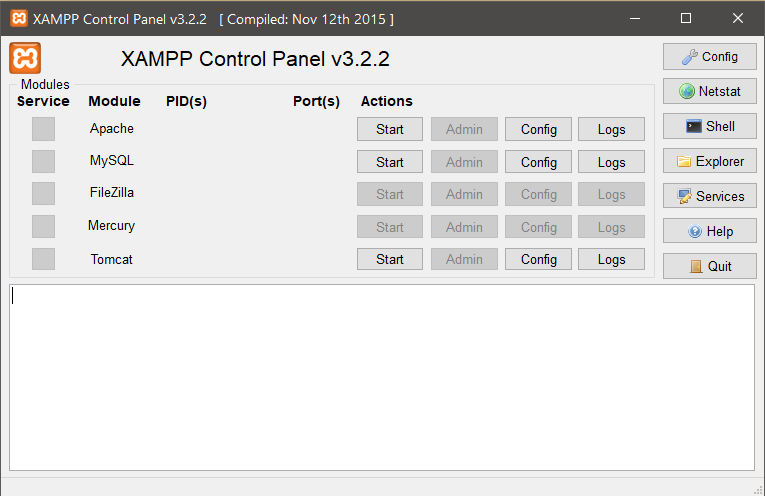 XAMPP Control Panel v3.2.2 [ Compiled: Nov 12th 2015 ]
XAMPP Control Panel v3.2.2
Config
Modules
Service Module PID(s) Port(s) Actions
Netstat
Apache Start Admin Config Logs
Shell
MySQL Start Admin Config Logs
Explorer
FileZilla Start Admin Config Logs
Services
Mercury Start Admin Config Logs
Help
Tomcat Start Admin Config Logs
Quit